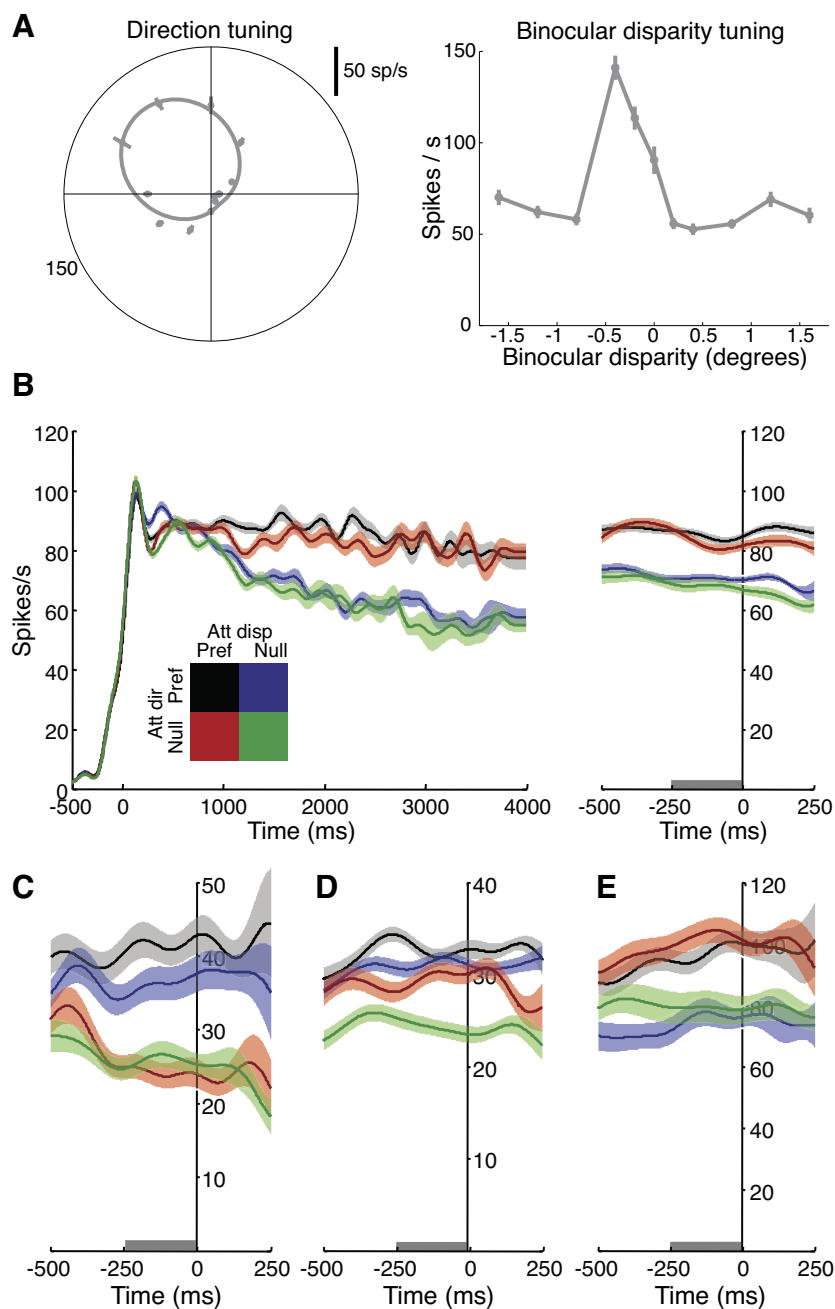 A
Direction tuning
50 sp/s
150
Binocular disparity tuning
150
100
50
0
Spikes / s
-1.5 -1 -0.5 0 0.5 1 1.5
Binocular disparity (degrees)
B
120
100
80
60
40
20
0
Spikes/s
Att disp
Pref Null
Att dir
Pref
Null
-500 0 1000 2000 3000 4000
Time (ms)
120
100
80
60
40
20
-500 -250 0 250
Time (ms)
C
50
40
30
20
10
-500 -250 0 250
Time (ms)
D
40
30
20
10
-500 -250 0 250
Time (ms)
E
120
100
80
60
40
20
-500 -250 0 250
Time (ms)